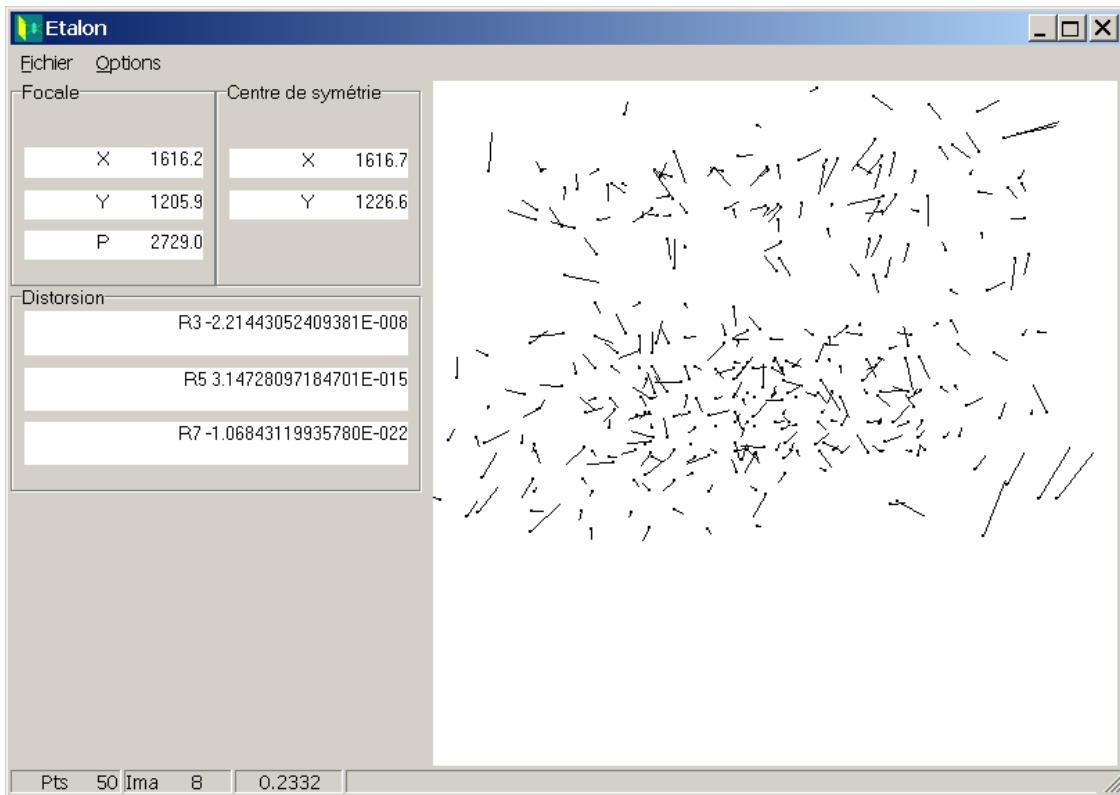 Etalon
Fichier Options
Focale
X 1616.2
Y 1205.9
P 2729.0
Centre de symétrie
X 1616.7
Y 1226.6
Distorsion
R3 -2.21443052409381E-008
R5 3.14728097184701E-015
R7 -1.06843119935780E-022
Pts 50 Ima 8 0.2332